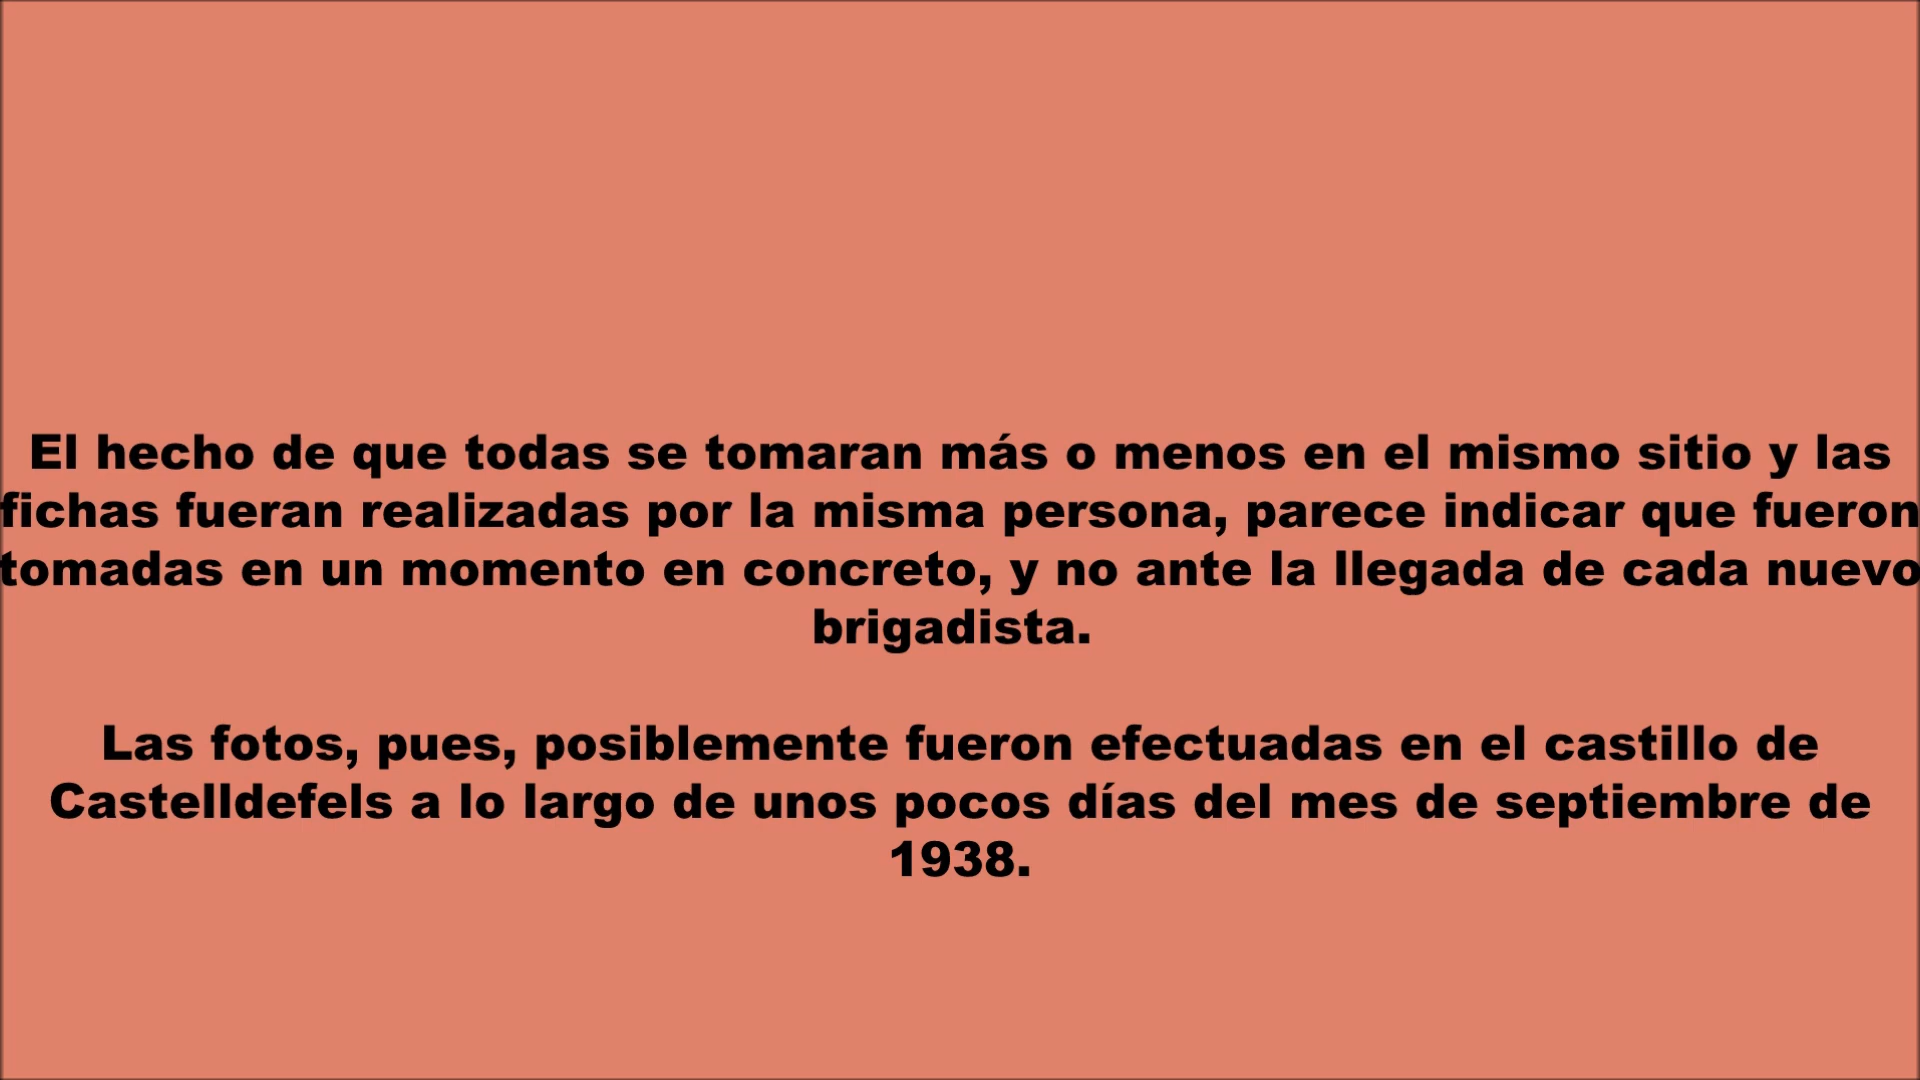 El hecho de que todas se tomaran más o menos en el mismo sitio y las
fichas fueran realizadas por la misma persona, parece indicar que fueron
tomadas en un momento en concreto, y no ante la llegada de cada nuevo
brigadista.
Las fotos, pues, posiblemente fueron efectuadas en el castillo de
Castelldefels a lo largo de unos pocos días del mes de septiembre de
1938.